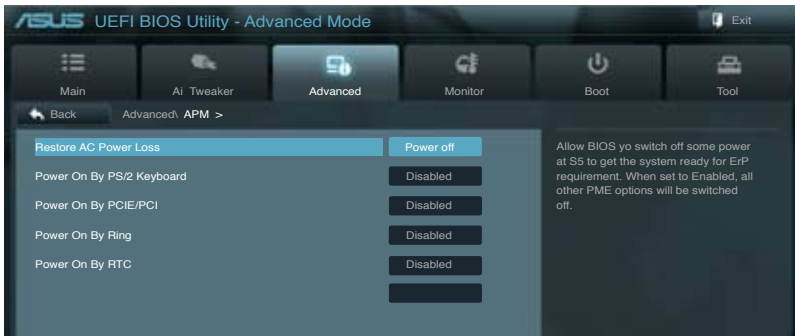 ASUS UEFI BIOS Utility - Advanced Mode
Exit
Main
Ai Tweaker
Advanced
Monitor
Boot
Tool
Back
Advanced\ APM >
Restore AC Power Loss Power off
Power On By PS/2 Keyboard Disabled
Power On By PCIE/PCI Disabled
Power On By Ring Disabled
Power On By RTC Disabled
Allow BIOS yo switch off some power
at S5 to get the system ready for ErP
requirement. When set to Enabled, all
other PME options will be switched
off.